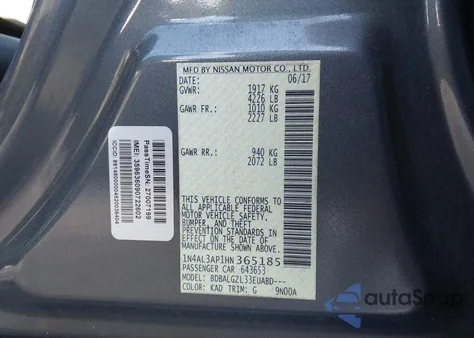 MFD BY NISSAN MOTOR CO., LTD.
DATE: 06/17
GVWR: 1917 KG
4226 LB
GAWR FR: 1010 KG
2227 LB
GAWR RR: 940 KG
2072 LB
THIS VEHICLE CONFORMS TO
ALL APPLICABLE FEDERAL
MOTOR VEHICLE SAFETY,
BUMPER, AND THEFT
PREVENTION STANDARDS IN
EFFECT ON THE DATE OF
MANUFACTURE SHOWN ABOVE.
1N4AL3AP1HN365185
PASSENGER CAR 643653
MODEL: BDBALGZL33EUABD---
COLOR: KAD TRIM: G 9N00A
PassTimeSN: 27007199
IMEI: 359638090722602
ICCID: 89148000004520038404
autoSnap